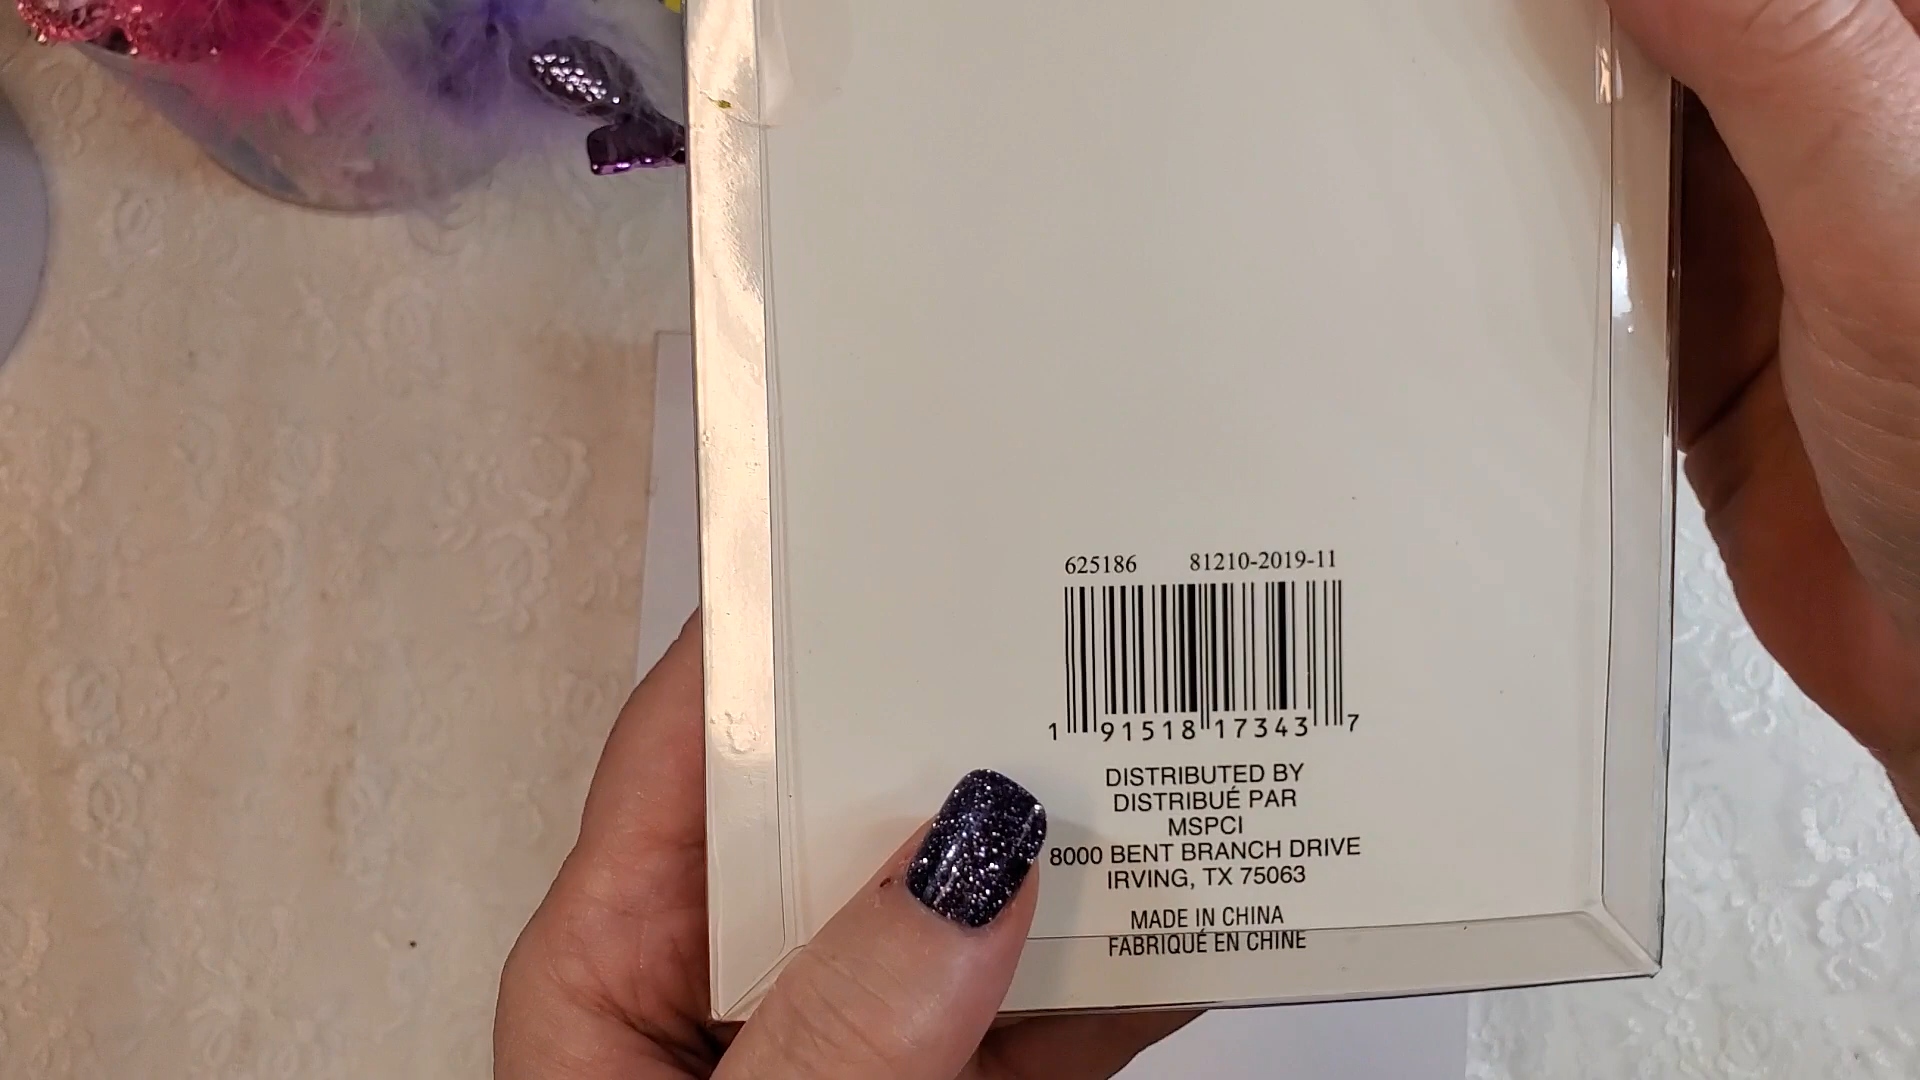 625186 81210-2019-11
1 91518 17343 7
DISTRIBUTED BY
DISTRIBUÉ PAR
MSPCI
8000 BENT BRANCH DRIVE
IRVING, TX 75063
MADE IN CHINA
FABRIQUÉ EN CHINE